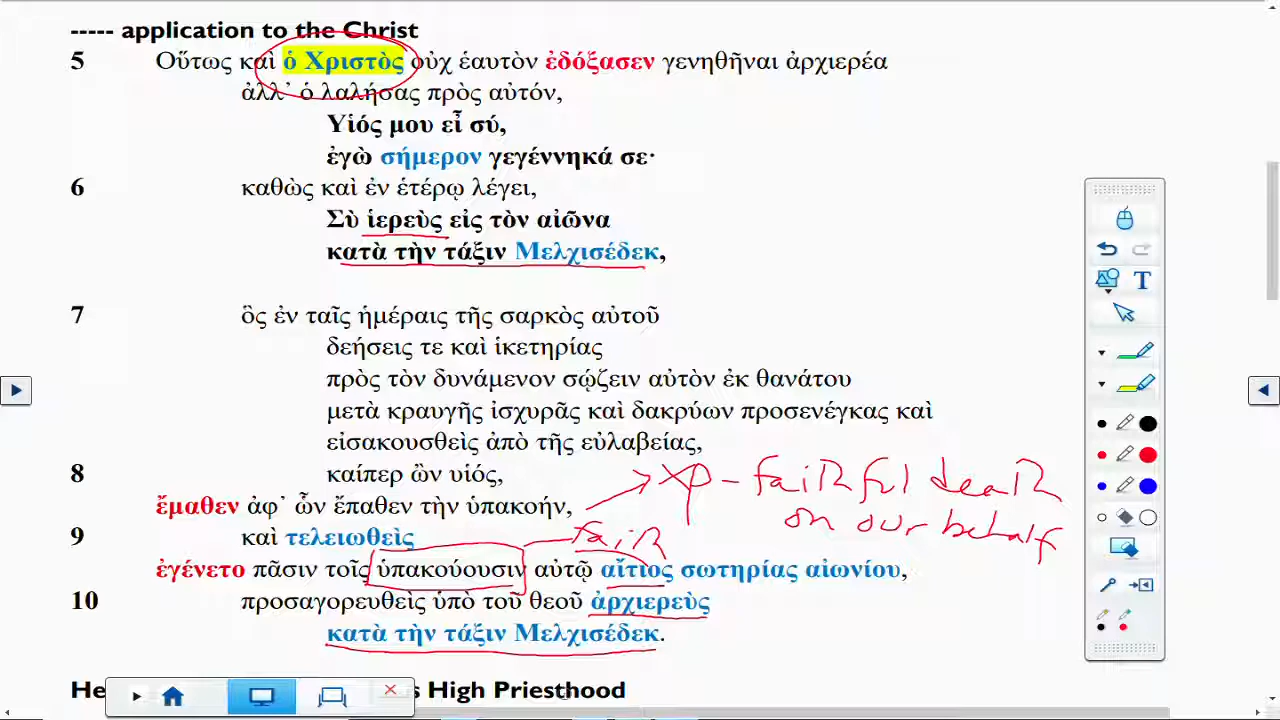 ----- application to the Christ
5 Οὕτως καὶ ὁ Χριστὸς οὐχ ἑαυτὸν ἐδόξασεν γενηθῆναι ἀρχιερέα
ἀλλ᾽ ὁ λαλήσας πρὸς αὐτόν,
Υἱός μου εἶ σύ,
ἐγὼ σήμερον γεγέννηκά σε·
6 καθὼς καὶ ἐν ἑτέρῳ λέγει,
Σὺ ἱερεὺς εἰς τὸν αἰῶνα
κατὰ τὴν τάξιν Μελχισέδεκ,
7 ὃς ἐν ταῖς ἡμέραις τῆς σαρκὸς αὐτοῦ
δεήσεις τε καὶ ἱκετηρίας
πρὸς τὸν δυνάμενον σῴζειν αὐτὸν ἐκ θανάτου
μετὰ κραυγῆς ἰσχυρᾶς καὶ δακρύων προσενέγκας καὶ
εἰσακουσθεὶς ἀπὸ τῆς εὐλαβείας,
8 καίπερ ὢν υἱός,
χρ – faithful death
on our behalf
ἔμαθεν ἀφ᾽ ὧν ἔπαθεν τὴν ὑπακοήν,
9 καὶ τελειωθεὶς
faith
ἐγένετο πᾶσιν τοῖς ὑπακούουσιν αὐτῷ αἴτιος σωτηρίας αἰωνίου,
10 προσαγορευθεὶς ὑπὸ τοῦ θεοῦ ἀρχιερεὺς
κατὰ τὴν τάξιν Μελχισέδεκ.
He
s High Priesthood
T